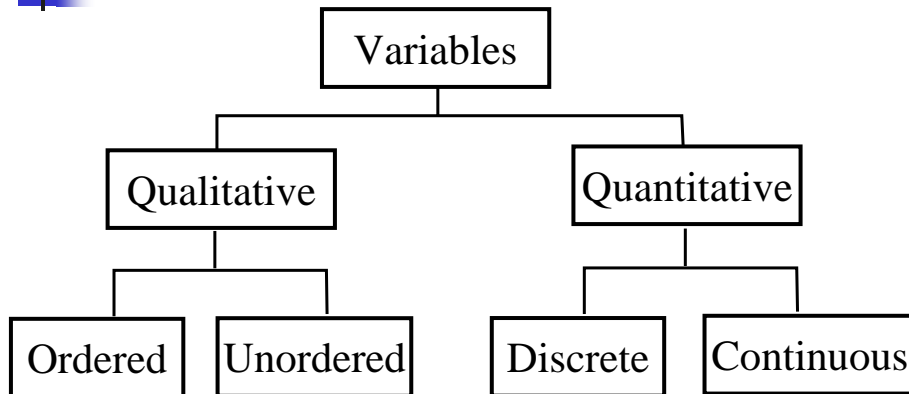 Variables
Qualitative
Quantitative
Ordered
Unordered
Discrete
Continuous